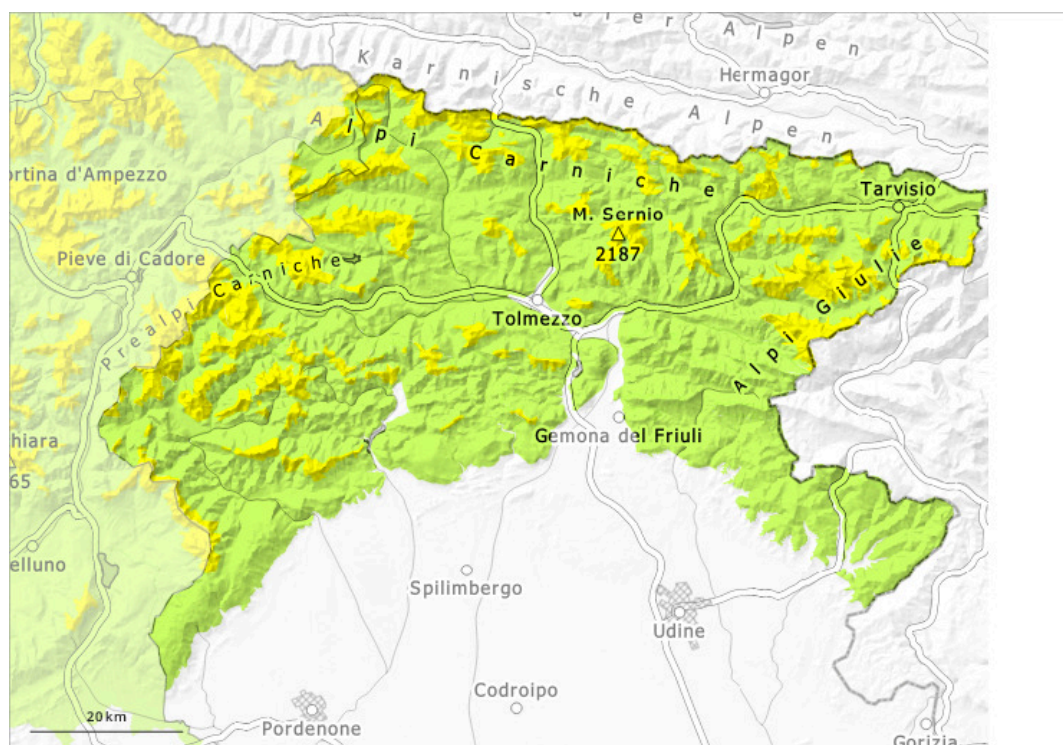 Alpen
Karnische Alpen
Hermagor
Alpi Carniche
ortina d'Ampezzo
Tarvisio
M. Sernio
2187
Pieve di Cadore
Prealpi Carniche
Alpi Giulie
Tolmezzo
Gemona del Friuli
hiara
65
elluno
Spilimbergo
Udine
Codroipo
20 km
Pordenone
Gorizia